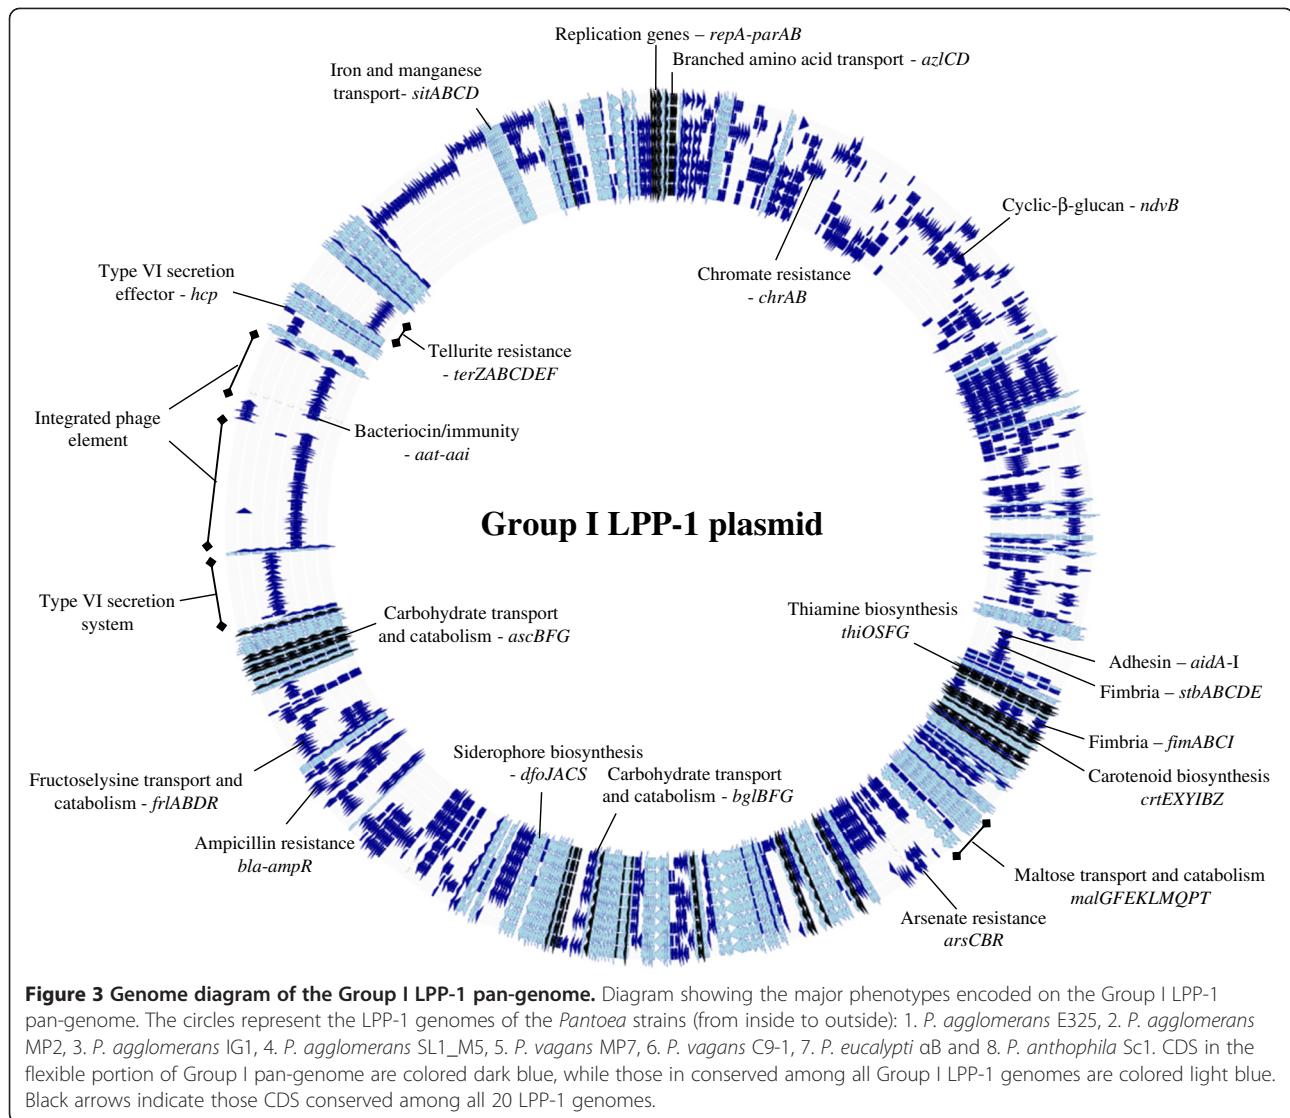 Replication genes – repA-parAB
Branched amino acid transport - azlCD
Iron and manganese
transport- sitABCD
Cyclic-β-glucan - ndvB
Chromate resistance
- chrAB
Type VI secretion
effector - hcp
Tellurite resistance
- terZABCDEF
Integrated phage
element
Bacteriocin/immunity
- aat-aai
Group I LPP-1 plasmid
Type VI secretion
system
Carbohydrate transport
and catabolism - ascBFG
Thiamine biosynthesis
thiOSFG
Adhesin – aidA-I
Fimbria – stbABCDE
Fimbria – fimABCI
Carotenoid biosynthesis
crtEXYIBZ
Siderophore biosynthesis
- dfoJACS
Carbohydrate transport
and catabolism - bglBFG
Fructoselysine transport and
catabolism - frlABDR
Ampicillin resistance
bla-ampR
Maltose transport and catabolism
malGFEKLMQPT
Arsenate resistance
arsCBR
Figure 3 Genome diagram of the Group I LPP-1 pan-genome. Diagram showing the major phenotypes encoded on the Group I LPP-1
pan-genome. The circles represent the LPP-1 genomes of the Pantoea strains (from inside to outside): 1. P. agglomerans E325, 2. P. agglomerans
MP2, 3. P. agglomerans IG1, 4. P. agglomerans SL1_M5, 5. P. vagans MP7, 6. P. vagans C9-1, 7. P. eucalypti αB and 8. P. anthophila Sc1. CDS in the
flexible portion of Group I pan-genome are colored dark blue, while those in conserved among all Group I LPP-1 genomes are colored light blue.
Black arrows indicate those CDS conserved among all 20 LPP-1 genomes.